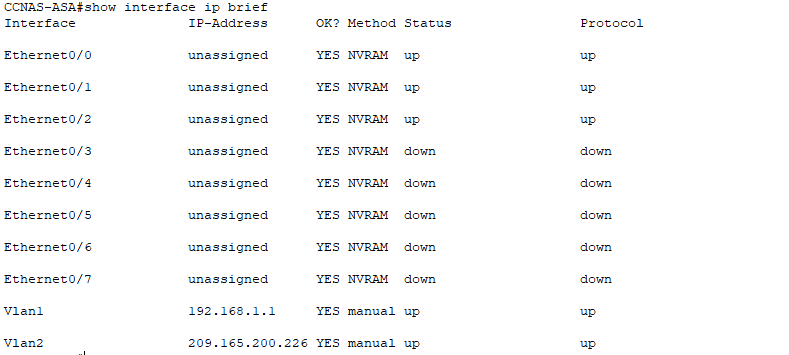 CCNAS-ASA#show interface ip brief
Interface IP-Address OK? Method Status Protocol
Ethernet0/0 unassigned YES NVRAM up up
Ethernet0/1 unassigned YES NVRAM up up
Ethernet0/2 unassigned YES NVRAM up up
Ethernet0/3 unassigned YES NVRAM down down
Ethernet0/4 unassigned YES NVRAM down down
Ethernet0/5 unassigned YES NVRAM down down
Ethernet0/6 unassigned YES NVRAM down down
Ethernet0/7 unassigned YES NVRAM down down
Vlan1 192.168.1.1 YES manual up up
Vlan2 209.165.200.226 YES manual up up